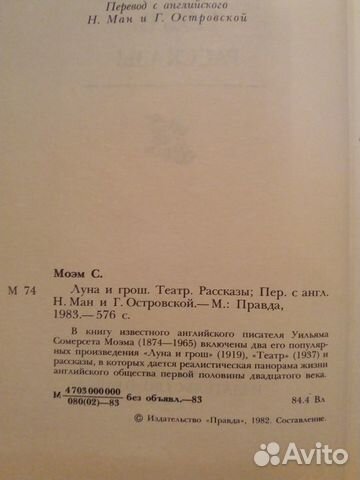 Перевод с английского
Н. Ман и Г. Островской
Моэм С.
М 74 Луна и грош. Театр. Рассказы; Пер. с англ.
Н. Ман и Г. Островской.— М.: Правда,
1983.— 576 с.
В книгу известного английского писателя Уильяма
Сомерсета Моэма (1874—1965) включены два его популяр-
ных произведения «Луна и грош» (1919), «Театр» (1937) и
рассказы, в которых дается реалистическая панорама жизни
английского общества первой половины двадцатого века.
М 4703000000 без объявл.—83 84.4 Вл
080(02)—83
© Издательство «Правда», 1982. Составление.
Avito